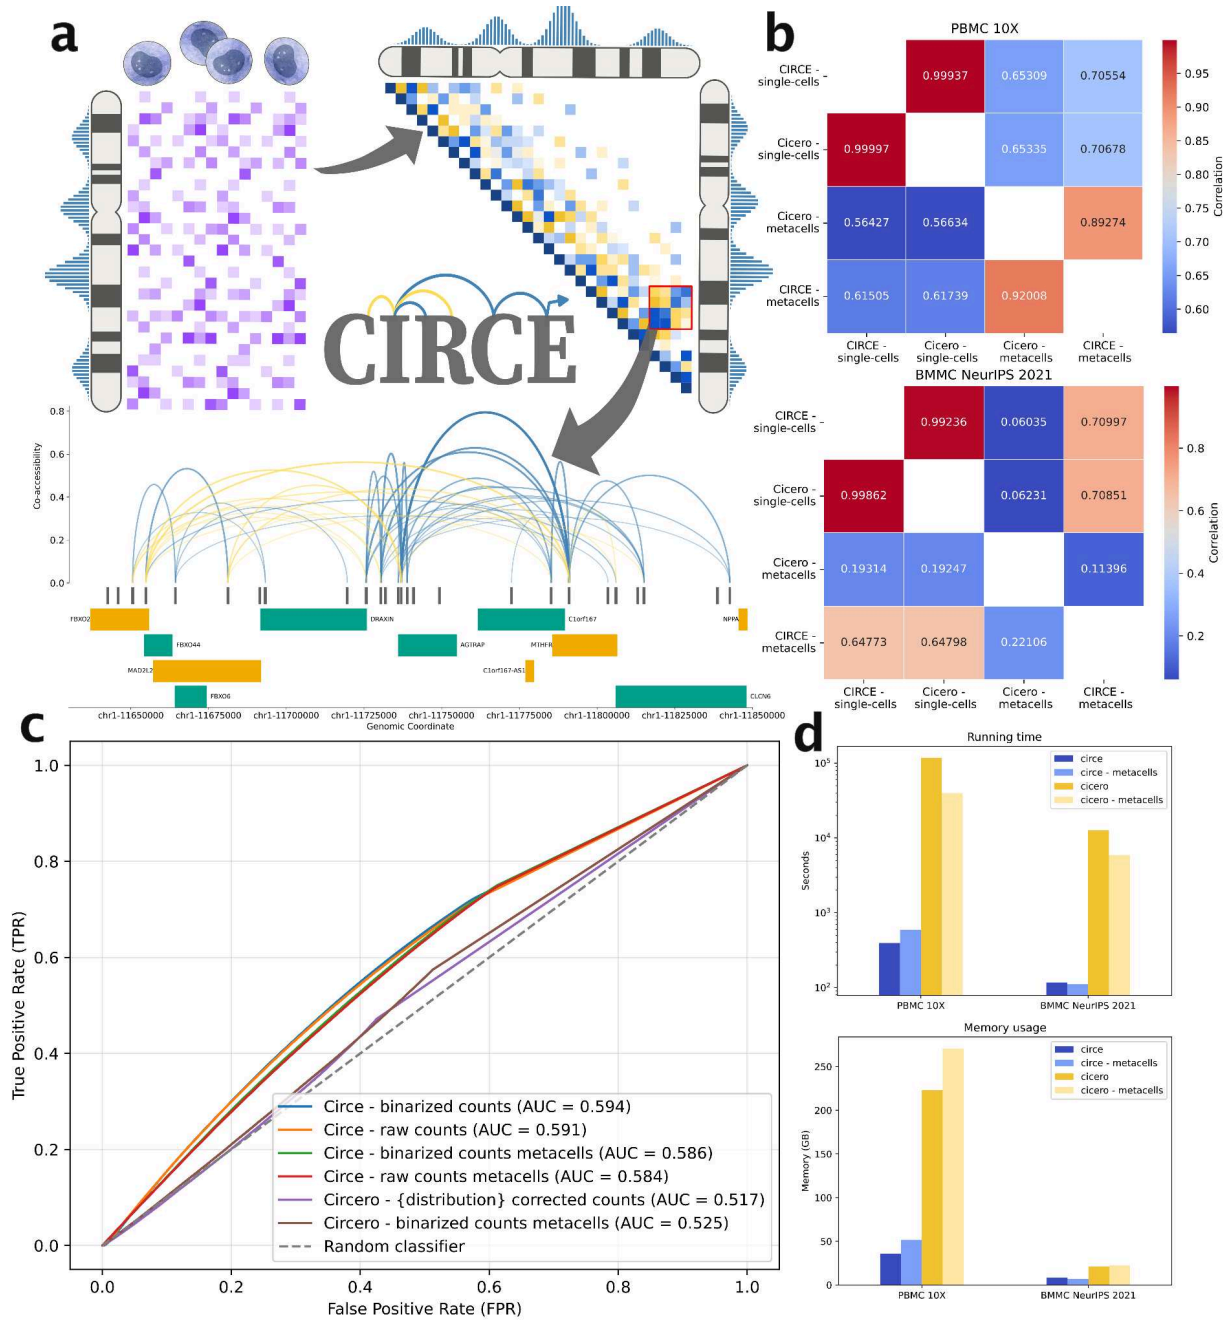 a
CIRCE
Co-accessibility
0.8
0.6
0.4
0.2
0.0
FBXO2
DRAXIN
C1orf167
NPPA
FBXO44
AGTRAP
MTHFR
MAD2L2
C1orf167-AS1
FBXO6
CLCN6
chr1-11650000 chr1-11675000 chr1-11700000 chr1-11725000 chr1-11750000 chr1-11775000 chr1-11800000 chr1-11825000 chr1-11850000
Genomic Coordinate
b
PBMC 10X
CIRCE -
single-cells
0.99937 0.65309 0.70554
Cicero -
single-cells
0.99997 0.65335 0.70678
Cicero -
metacells
0.56427 0.56634 0.89274
CIRCE -
metacells
0.61505 0.61739 0.92008
CIRCE -
single-cells
Cicero -
single-cells
Cicero -
metacells
CIRCE -
metacells
0.95
0.90
0.85
0.80
0.75
0.70
0.65
0.60
Correlation
BMMC NeurIPS 2021
CIRCE -
single-cells
0.99236 0.06035 0.70997
Cicero -
single-cells
0.99862 0.06231 0.70851
Cicero -
metacells
0.19314 0.19247 0.11396
CIRCE -
metacells
0.64773 0.64798 0.22106
CIRCE -
single-cells
Cicero -
single-cells
Cicero -
metacells
CIRCE -
metacells
0.8
0.6
0.4
0.2
Correlation
c
True Positive Rate (TPR)
1.0
0.8
0.6
0.4
0.2
0.0
Circe - binarized counts (AUC = 0.594)
Circe - raw counts (AUC = 0.591)
Circe - binarized counts metacells (AUC = 0.586)
Circe - raw counts metacells (AUC = 0.584)
Circero - {distribution} corrected counts (AUC = 0.517)
Circero - binarized counts metacells (AUC = 0.525)
Random classifier
0.0 0.2 0.4 0.6 0.8 1.0
False Positive Rate (FPR)
d
Running time
Seconds
10^5
10^4
10^3
10^2
circe
circe - metacells
cicero
cicero - metacells
PBMC 10X BMMC NeurIPS 2021
Memory usage
Memory (GB)
250
200
150
100
50
0
circe
circe - metacells
cicero
cicero - metacells
PBMC 10X BMMC NeurIPS 2021